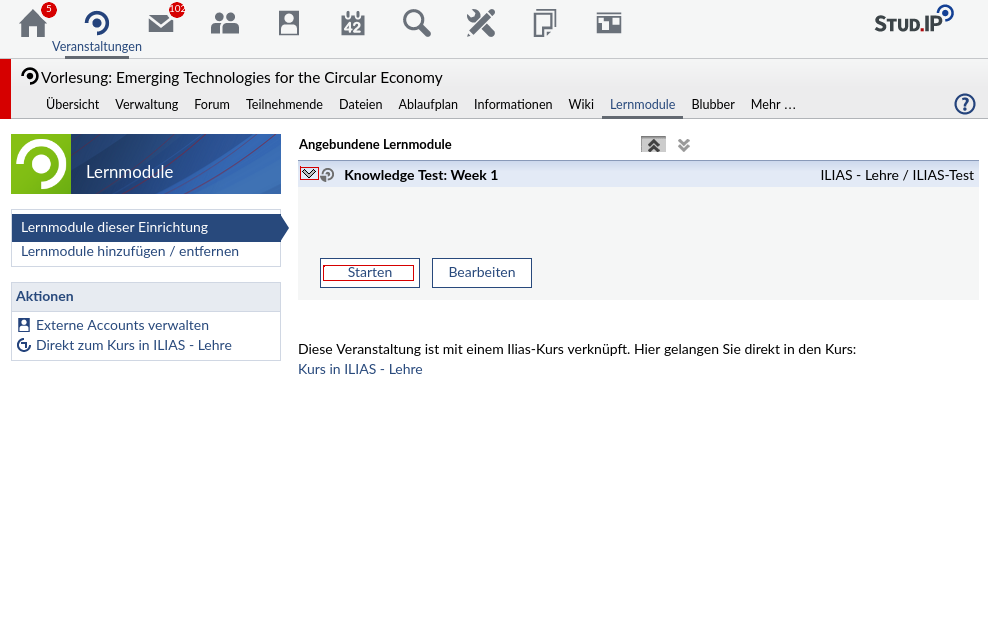 5
102
42
STUD.IP
Veranstaltungen
Vorlesung: Emerging Technologies for the Circular Economy
Übersicht Verwaltung Forum Teilnehmende Dateien Ablaufplan Informationen Wiki Lernmodule Blubber Mehr …
?
Lernmodule
Lernmodule dieser Einrichtung
Lernmodule hinzufügen / entfernen
Aktionen
Externe Accounts verwalten
Direkt zum Kurs in ILIAS - Lehre
Angebundene Lernmodule
Knowledge Test: Week 1 ILIAS - Lehre / ILIAS-Test
Starten Bearbeiten
Diese Veranstaltung ist mit einem Ilias-Kurs verknüpft. Hier gelangen Sie direkt in den Kurs:
Kurs in ILIAS - Lehre